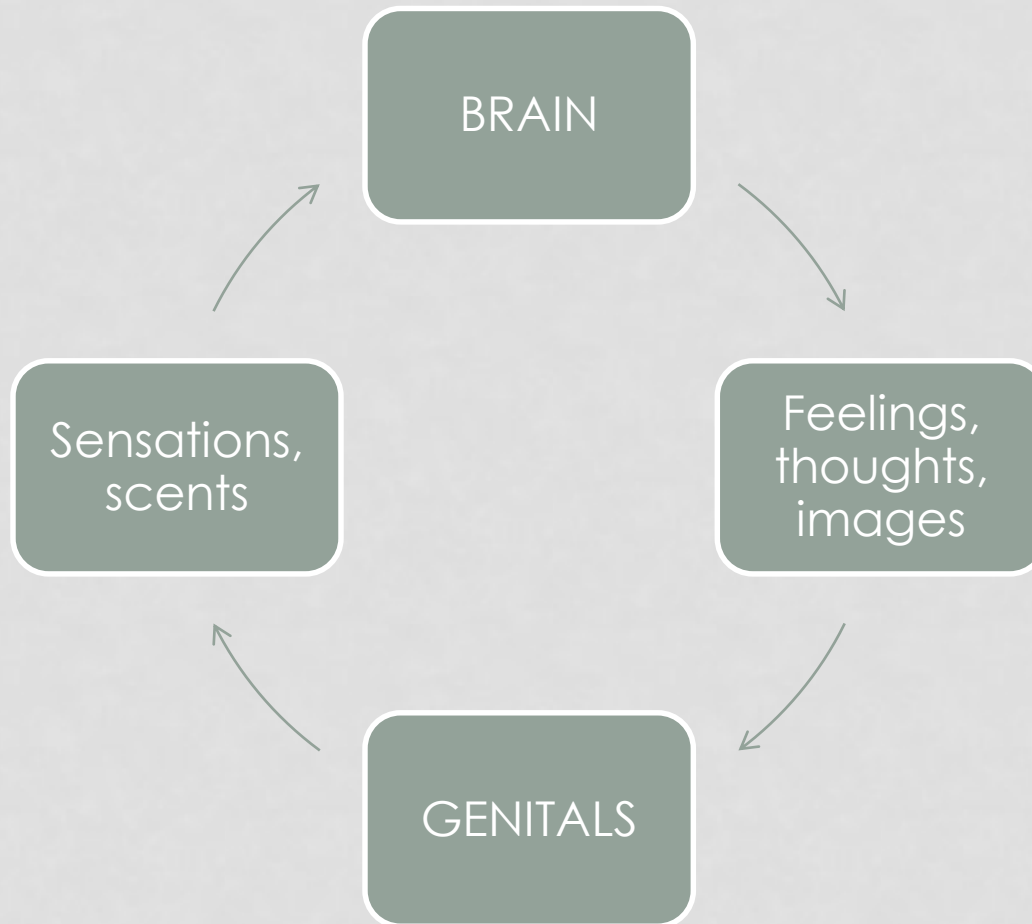 BRAIN
Feelings,
thoughts,
images
GENITALS
Sensations,
scents